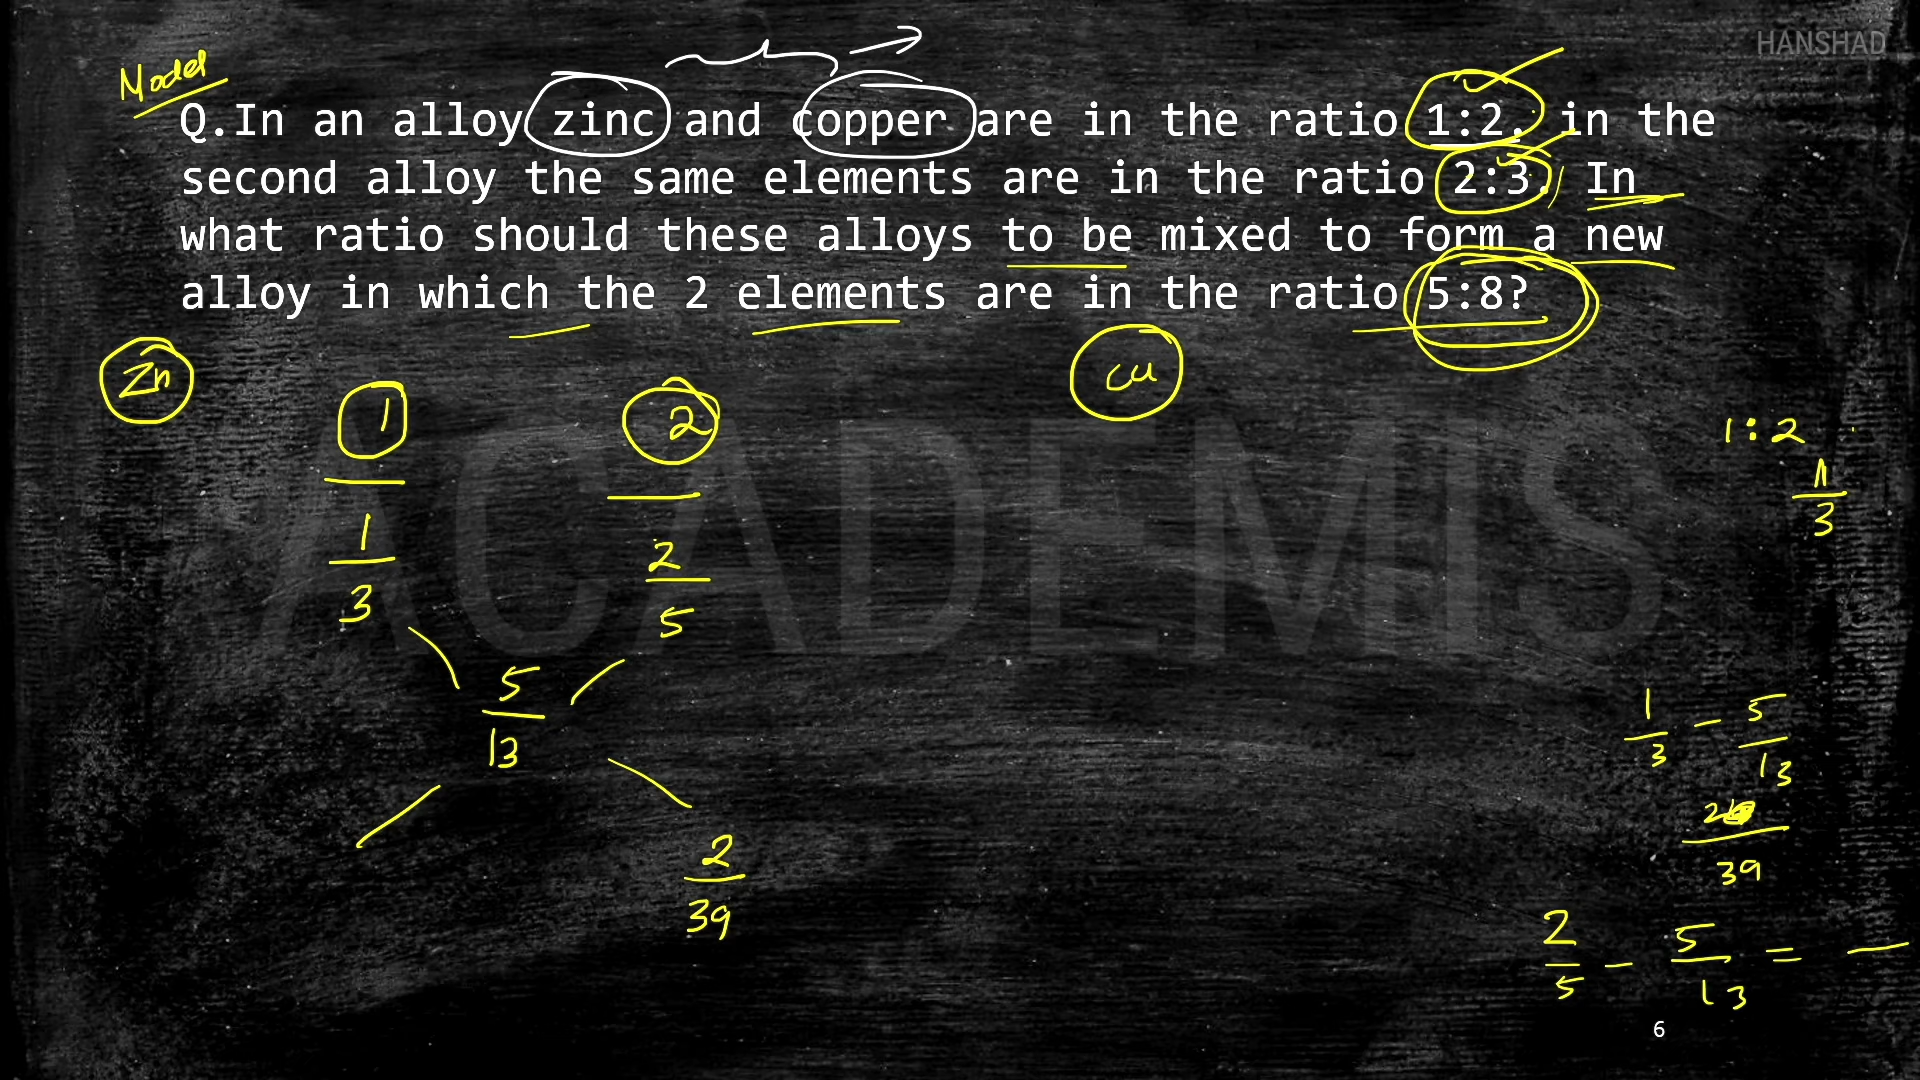 HANSHAD
Model
Q.In an alloy zinc and copper are in the ratio 1:2. in the
second alloy the same elements are in the ratio 2:3. In
what ratio should these alloys to be mixed to form a new
alloy in which the 2 elements are in the ratio 5:8?
Zn
1
2
cu
1:2
1
3
1
3
2
5
5
13
2
39
1/3 - 5/13
39
2/5 - 5/13 =
ACADEMIS
6